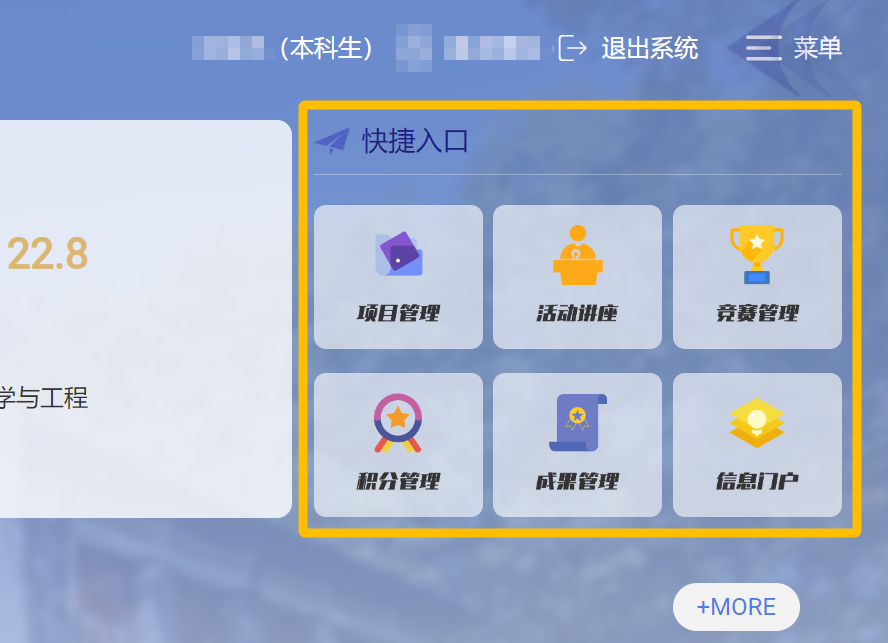 （本科生） 退出系统 菜单
快捷入口
22.8
项目管理 活动讲座 竞赛管理
学与工程
积分管理 成果管理 信息门户
+MORE